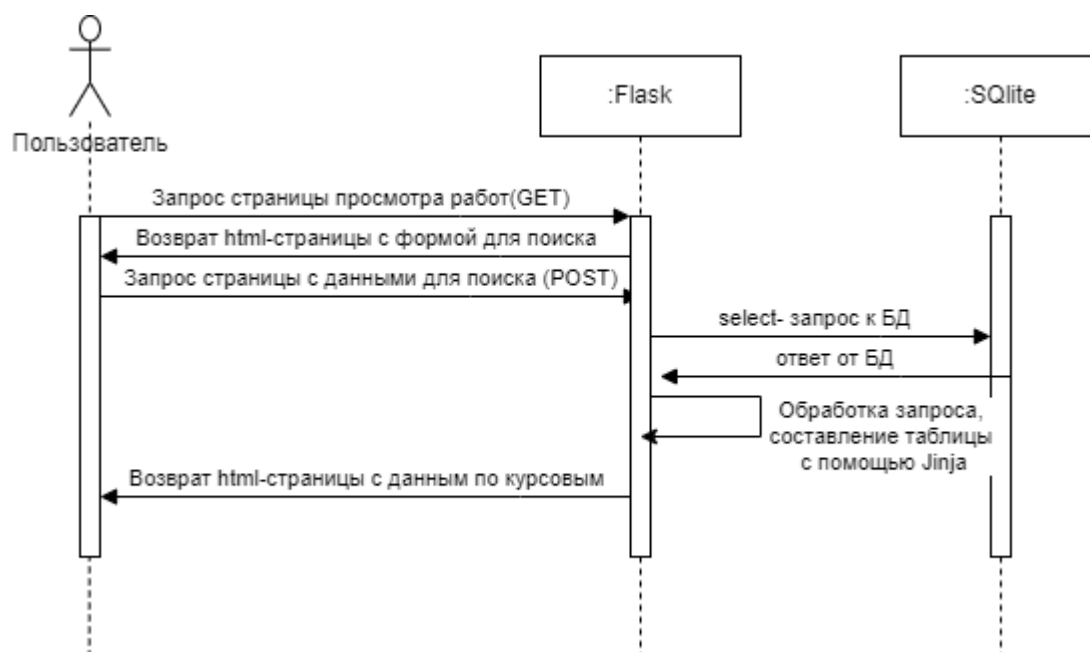 :Flask
:SQlite
Пользователь
Запрос страницы просмотра работ(GET)
Возврат html-страницы с формой для поиска
Запрос страницы с данными для поиска (POST)
select- запрос к БД
ответ от БД
Обработка запроса,
составление таблицы
с помощью Jinja
Возврат html-страницы с данным по курсовым